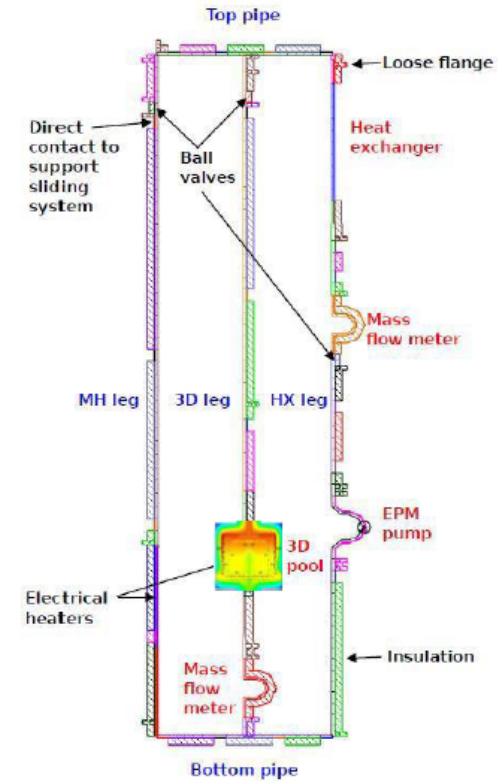 Top pipe
Loose flange
Direct
contact to
support
sliding
system
Ball
valves
Heat
exchanger
Mass
flow meter
MH leg
3D leg
HX leg
EPM
pump
3D
pool
Electrical
heaters
Insulation
Mass
flow
meter
Bottom pipe